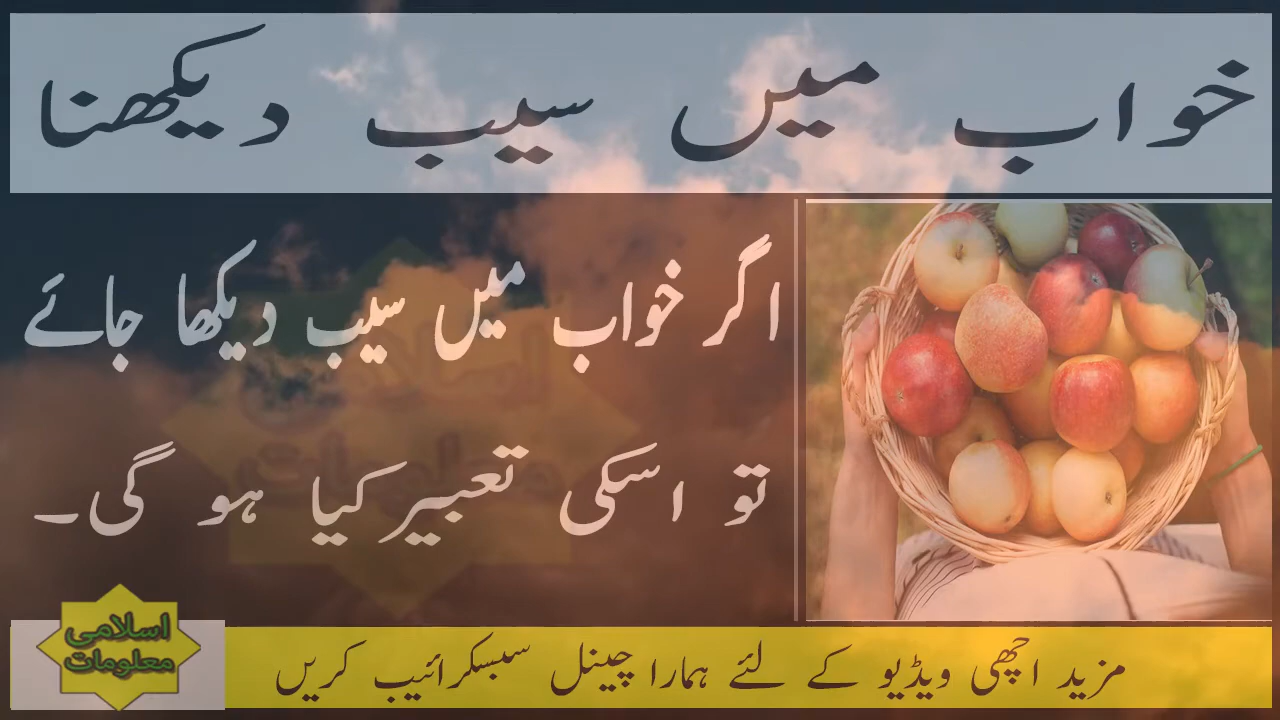 خواب میں سیب دیکھنا
اگر خواب میں سیب دیکھا جائے
تو اسکی تعبیر کیا ہو گی۔
اسلامی
معلومات
مزید اچھی ویڈیو کے لئے ہمارا چینل سبسکرائیب کریں